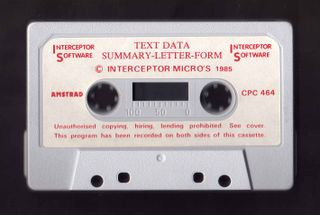 INTERCEPTOR SOFTWARE
TEXT DATA
SUMMARY-LETTER-FORM
INTERCEPTOR SOFTWARE
© INTERCEPTOR MICRO'S 1985
AMSTRAD
CPC 464
100 50 0
Unauthorised copying, hiring, lending prohibited. See cover.
This program has been recorded on both sides of this cassette.